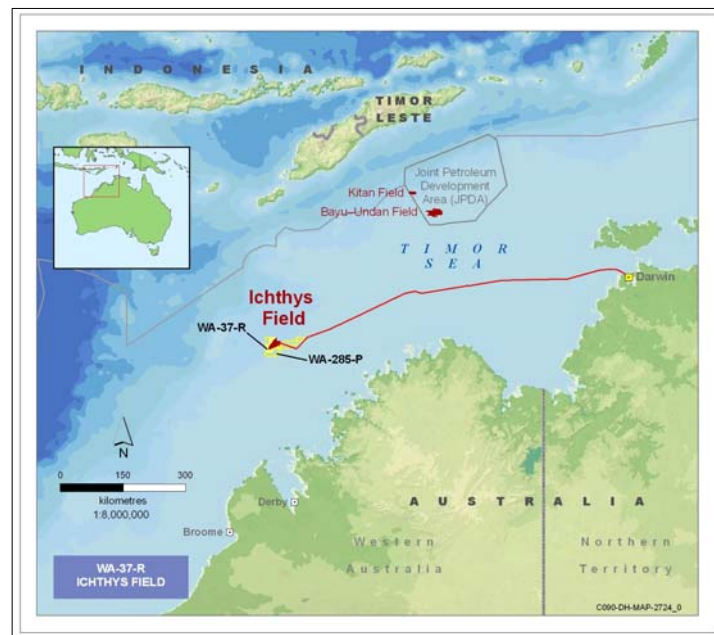 I N D O N E S I A
TIMOR
LESTE
Joint Petroleum
Development
Area (JPDA)
Kitan Field
Bayu-Undan Field
TIMOR
SEA
Darwin
Ichthys
Field
WA-37-R
WA-285-P
N
0 150 300
kilometres
1:8,000,000
Derby
Broome
A U S T R A L I A
Western
Australia
Northern
Territory
WA-37-R
ICHTHYS FIELD
C090-DH-MAP-2724_0